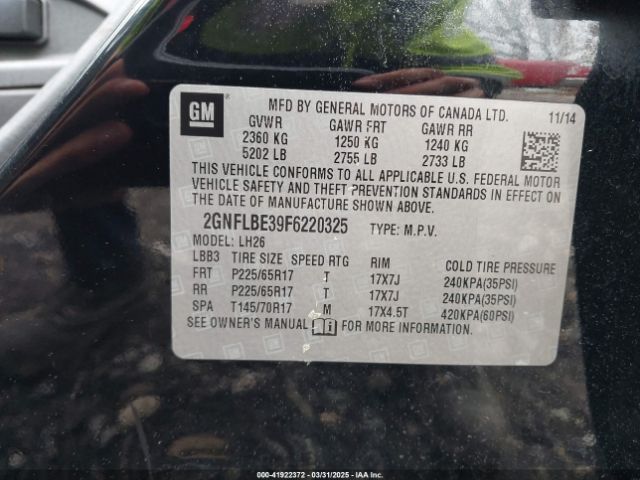 GM
MFD BY GENERAL MOTORS OF CANADA LTD. 11/14
GVWR GAWR FRT GAWR RR
2360 KG 1250 KG 1240 KG
5202 LB 2755 LB 2733 LB
THIS VEHICLE CONFORMS TO ALL APPLICABLE U.S. FEDERAL MOTOR
VEHICLE SAFETY AND THEFT PREVENTION STANDARDS IN EFFECT ON
THE DATE OF MANUFACTURE SHOWN ABOVE.
2GNFLBE39F6220325 TYPE: M.P.V.
MODEL: LH26
LBB3 TIRE SIZE SPEED RTG RIM COLD TIRE PRESSURE
FRT P225/65R17 T 17X7J 240KPA(35PSI)
RR P225/65R17 T 17X7J 240KPA(35PSI)
SPA T145/70R17 M 17X4.5T 420KPA(60PSI)
SEE OWNER'S MANUAL FOR MORE INFORMATION.
000-41922372 - 03/31/2025 - IAAUSINC